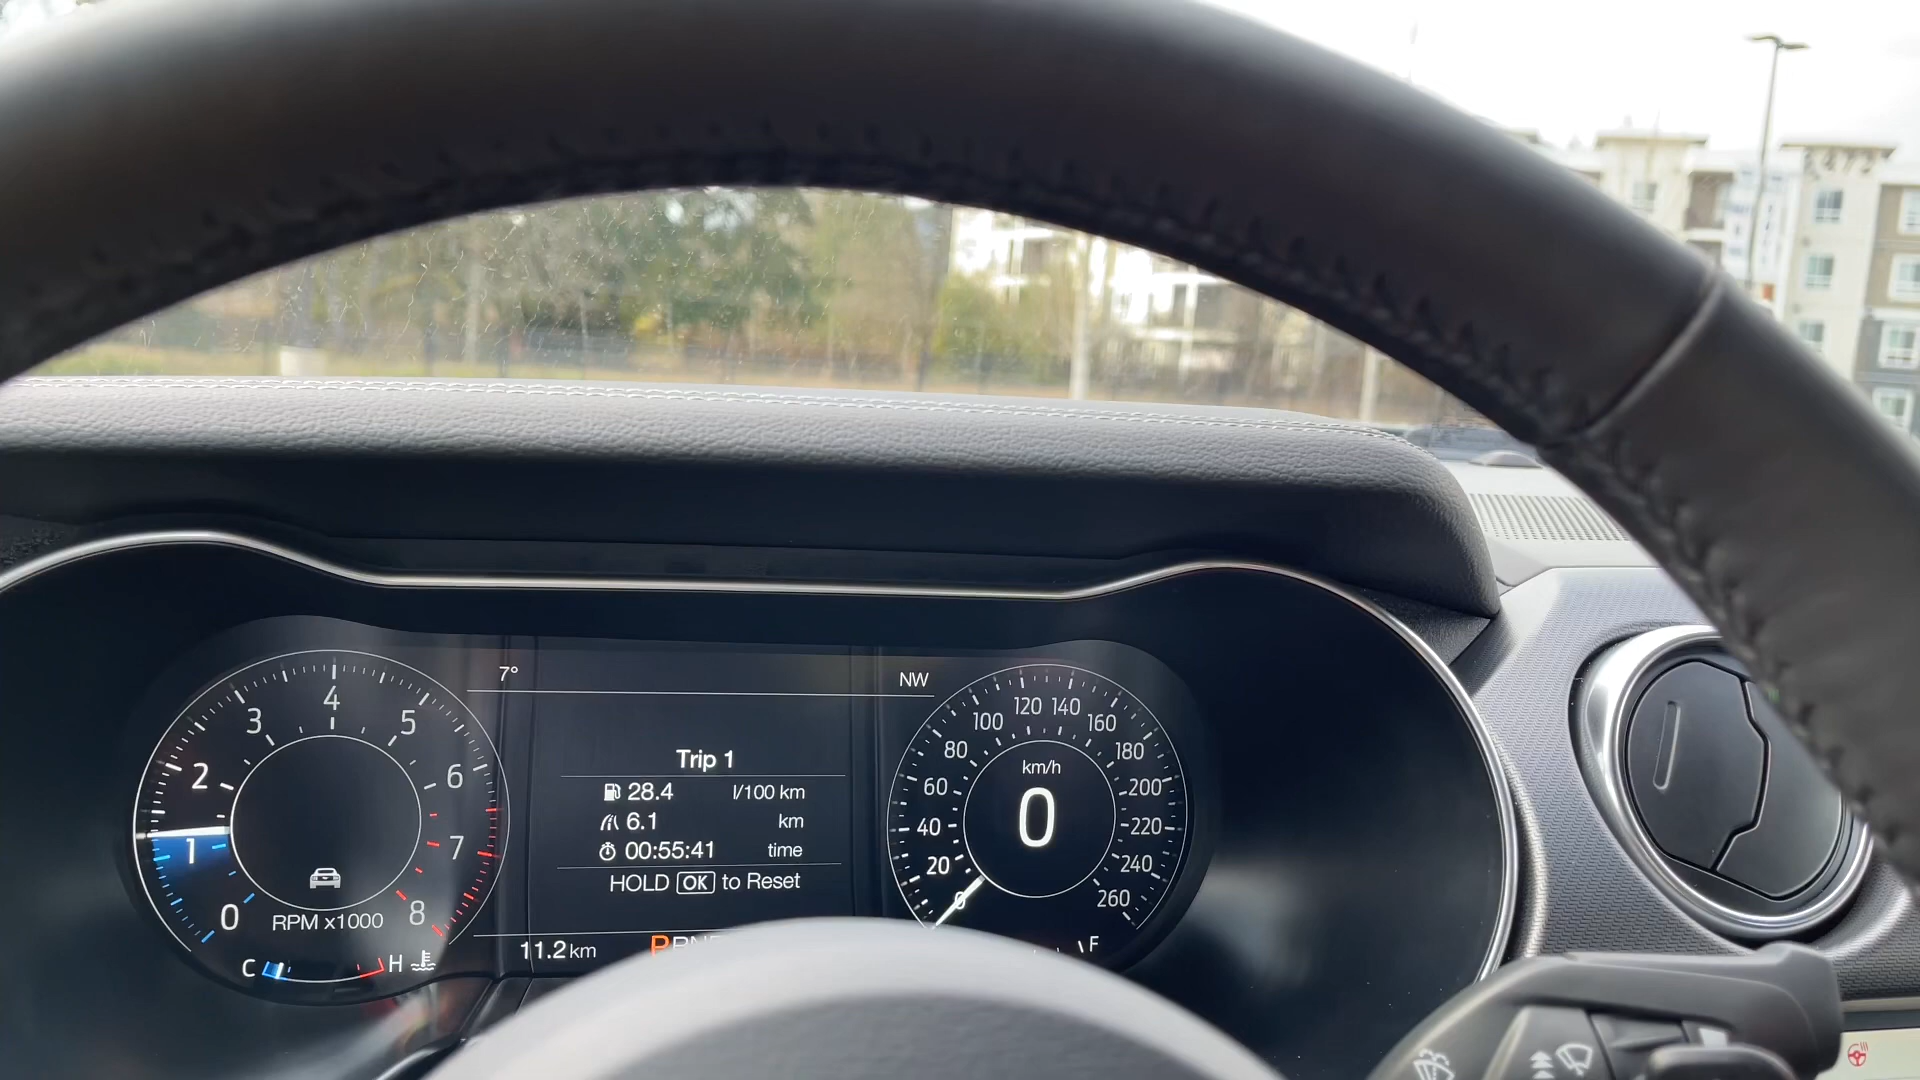 7° NW
Trip 1
28.4 l/100 km
6.1 km
00:55:41 time
HOLD OK to Reset
11.2 km
0 1 2 3 4 5 6 7 8
RPM x1000
C H
0 20 40 60 80 100 120 140 160 180 200 220 240 260
km/h
0
F
P R N